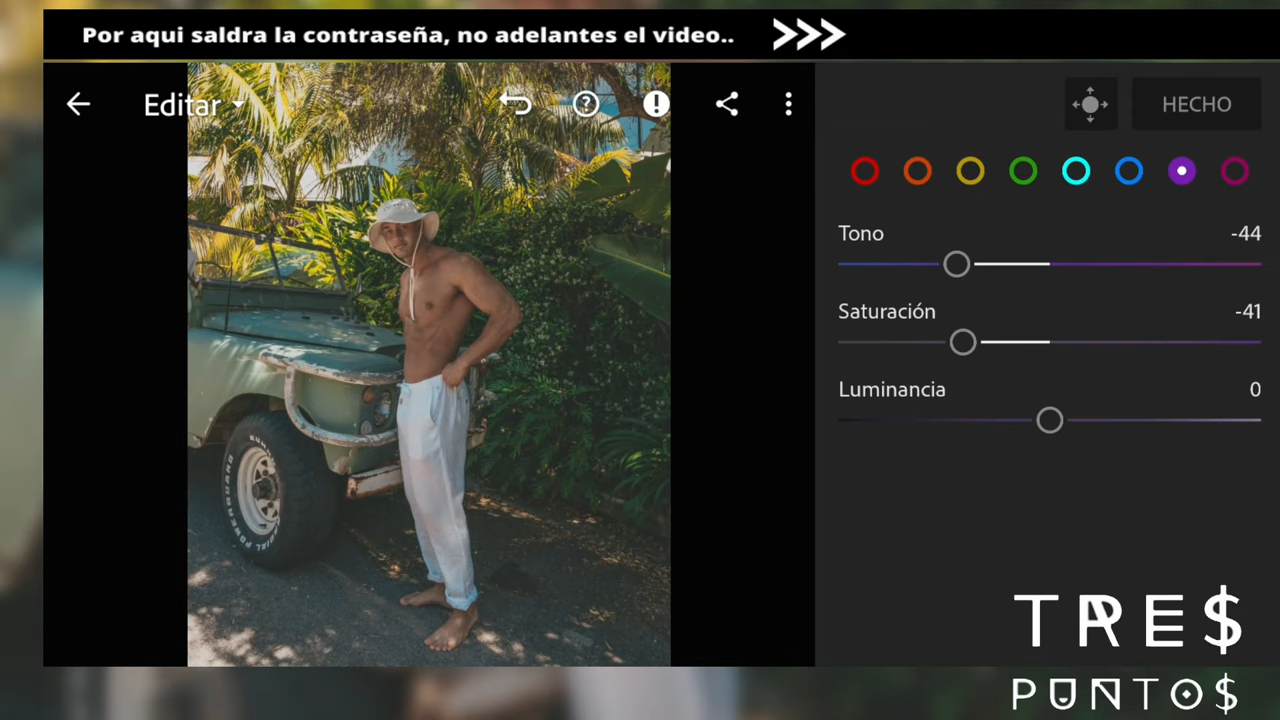 Por aqui saldra la contraseña, no adelantes el video..
Editar
HECHO
Tono -44
Saturación -41
Luminancia 0
TRE$
PUNTO$